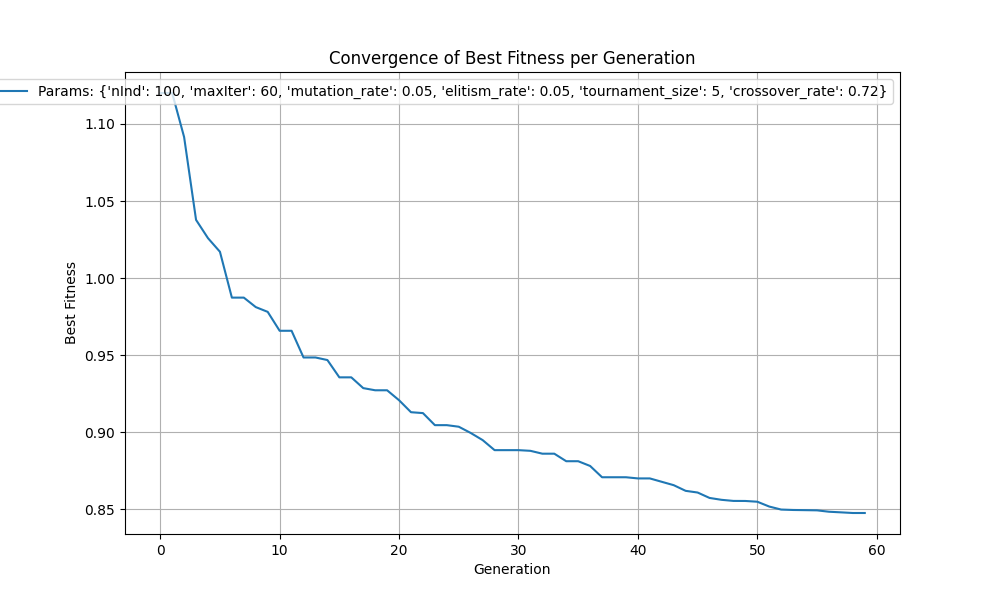 Convergence of Best Fitness per Generation
Params: {'nInd': 100, 'maxIter': 60, 'mutation_rate': 0.05, 'elitism_rate': 0.05, 'tournament_size': 5, 'crossover_rate': 0.72}
1.10
1.05
1.00
0.95
0.90
0.85
Best Fitness
0 10 20 30 40 50 60
Generation